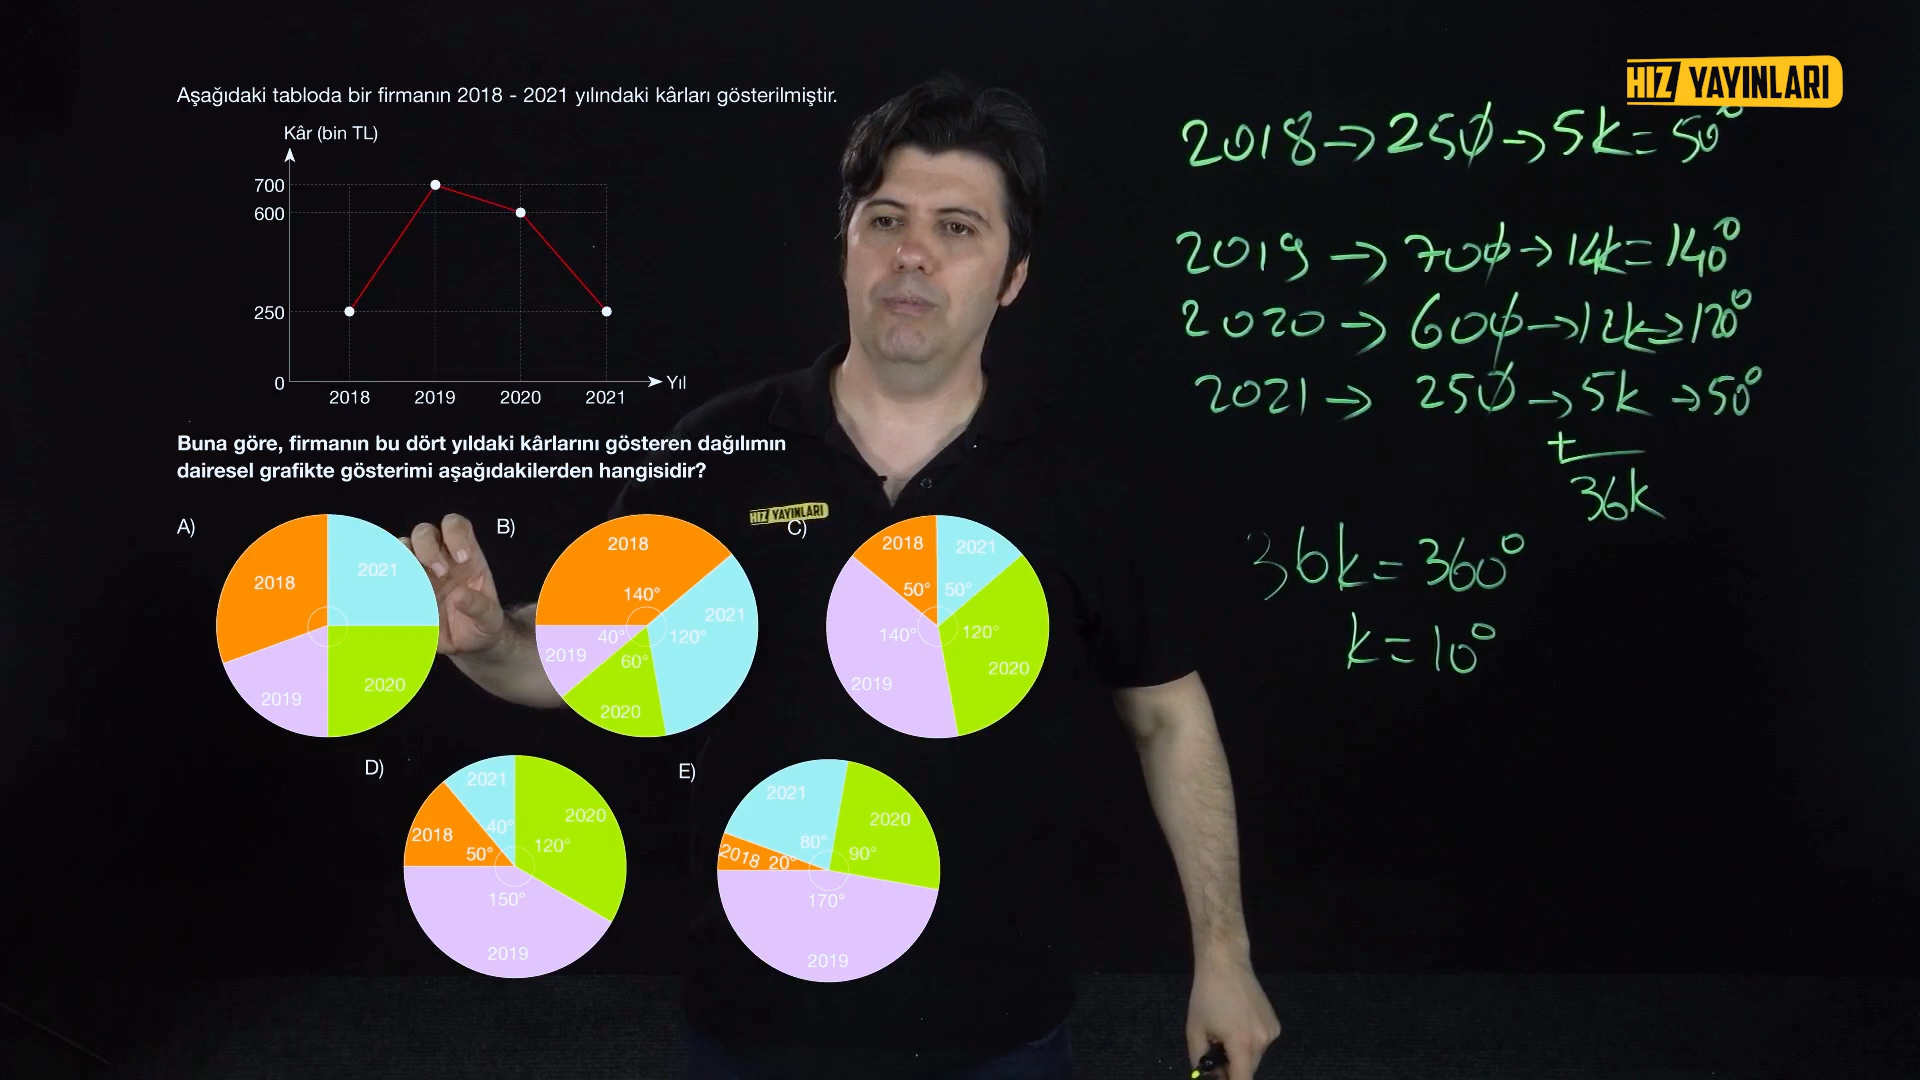 HIZ YAYINLARI
Aşağıdaki tabloda bir firmanın 2018 - 2021 yılındaki kârları gösterilmiştir.
Kâr (bin TL)
700
600
250
0
2018 2019 2020 2021
Yıl
Buna göre, firmanın bu dört yıldaki kârlarını gösteren dağılımın
dairesel grafikte gösterimi aşağıdakilerden hangisidir?
A)
2018
2021
2019
2020
B)
2018
140°
2021
120°
40°
2019
60°
2020
C)
2018
2021
50°
50°
140°
120°
2020
2019
D)
2021
2020
40°
2018
120°
50°
150°
2019
E)
2021
2020
80°
90°
2018 20°
170°
2019
HIZ YAYINLARI
2018 → 250 → 5k = 50°
2019 → 700 → 14k = 140°
2020 → 600 → 12k = 120°
2021 → 250 → 5k → 50°
+
36k
36k = 360°
k = 10°